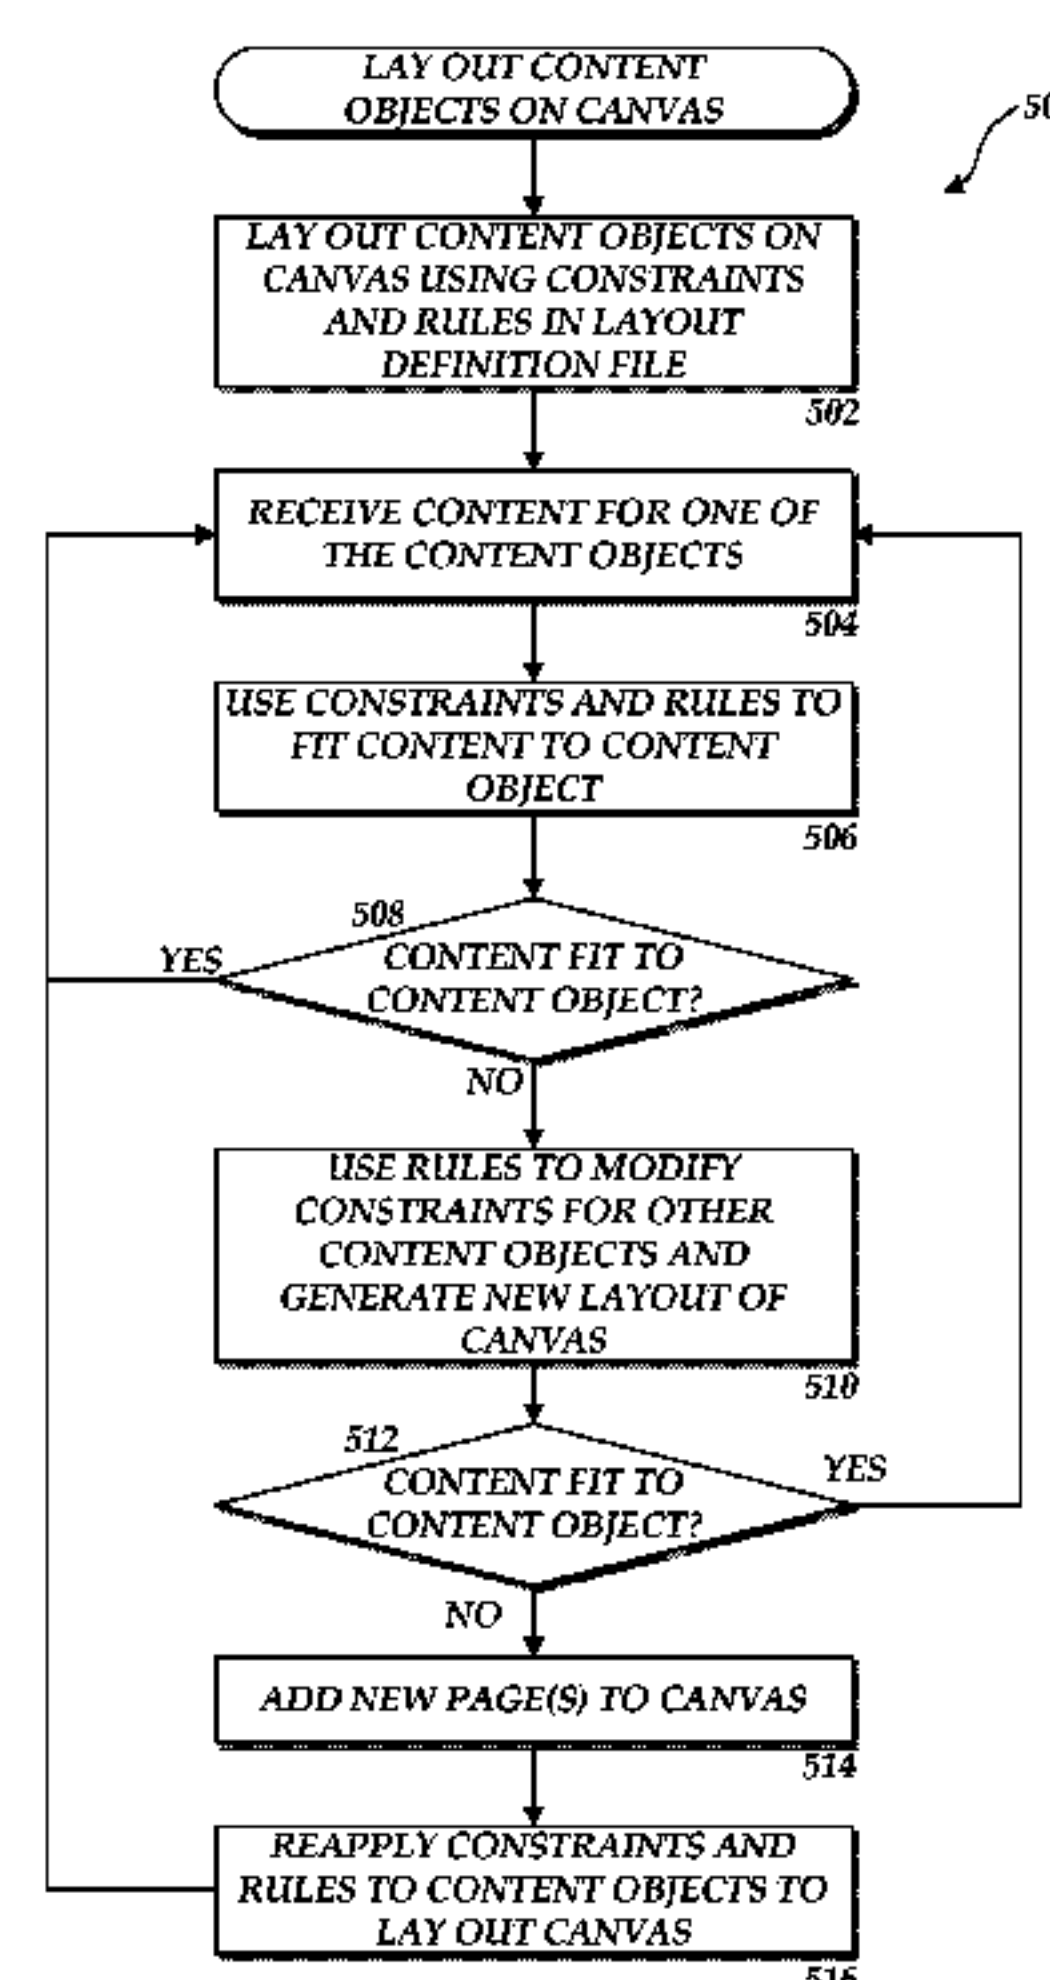 LAY OUT CONTENT
OBJECTS ON CANVAS
LAY OUT CONTENT OBJECTS ON
CANVAS USING CONSTRAINTS
AND RULES IN LAYOUT
DEFINITION FILE
502
RECEIVE CONTENT FOR ONE OF
THE CONTENT OBJECTS
504
USE CONSTRAINTS AND RULES TO
FIT CONTENT TO CONTENT
OBJECT
506
508
YES
CONTENT FIT TO
CONTENT OBJECT?
NO
USE RULES TO MODIFY
CONSTRAINTS FOR OTHER
CONTENT OBJECTS AND
GENERATE NEW LAYOUT OF
CANVAS
510
512
YES
CONTENT FIT TO
CONTENT OBJECT?
NO
ADD NEW PAGE(S) TO CANVAS
514
REAPPLY CONSTRAINTS AND
RULES TO CONTENT OBJECTS TO
LAY OUT CANVAS
516